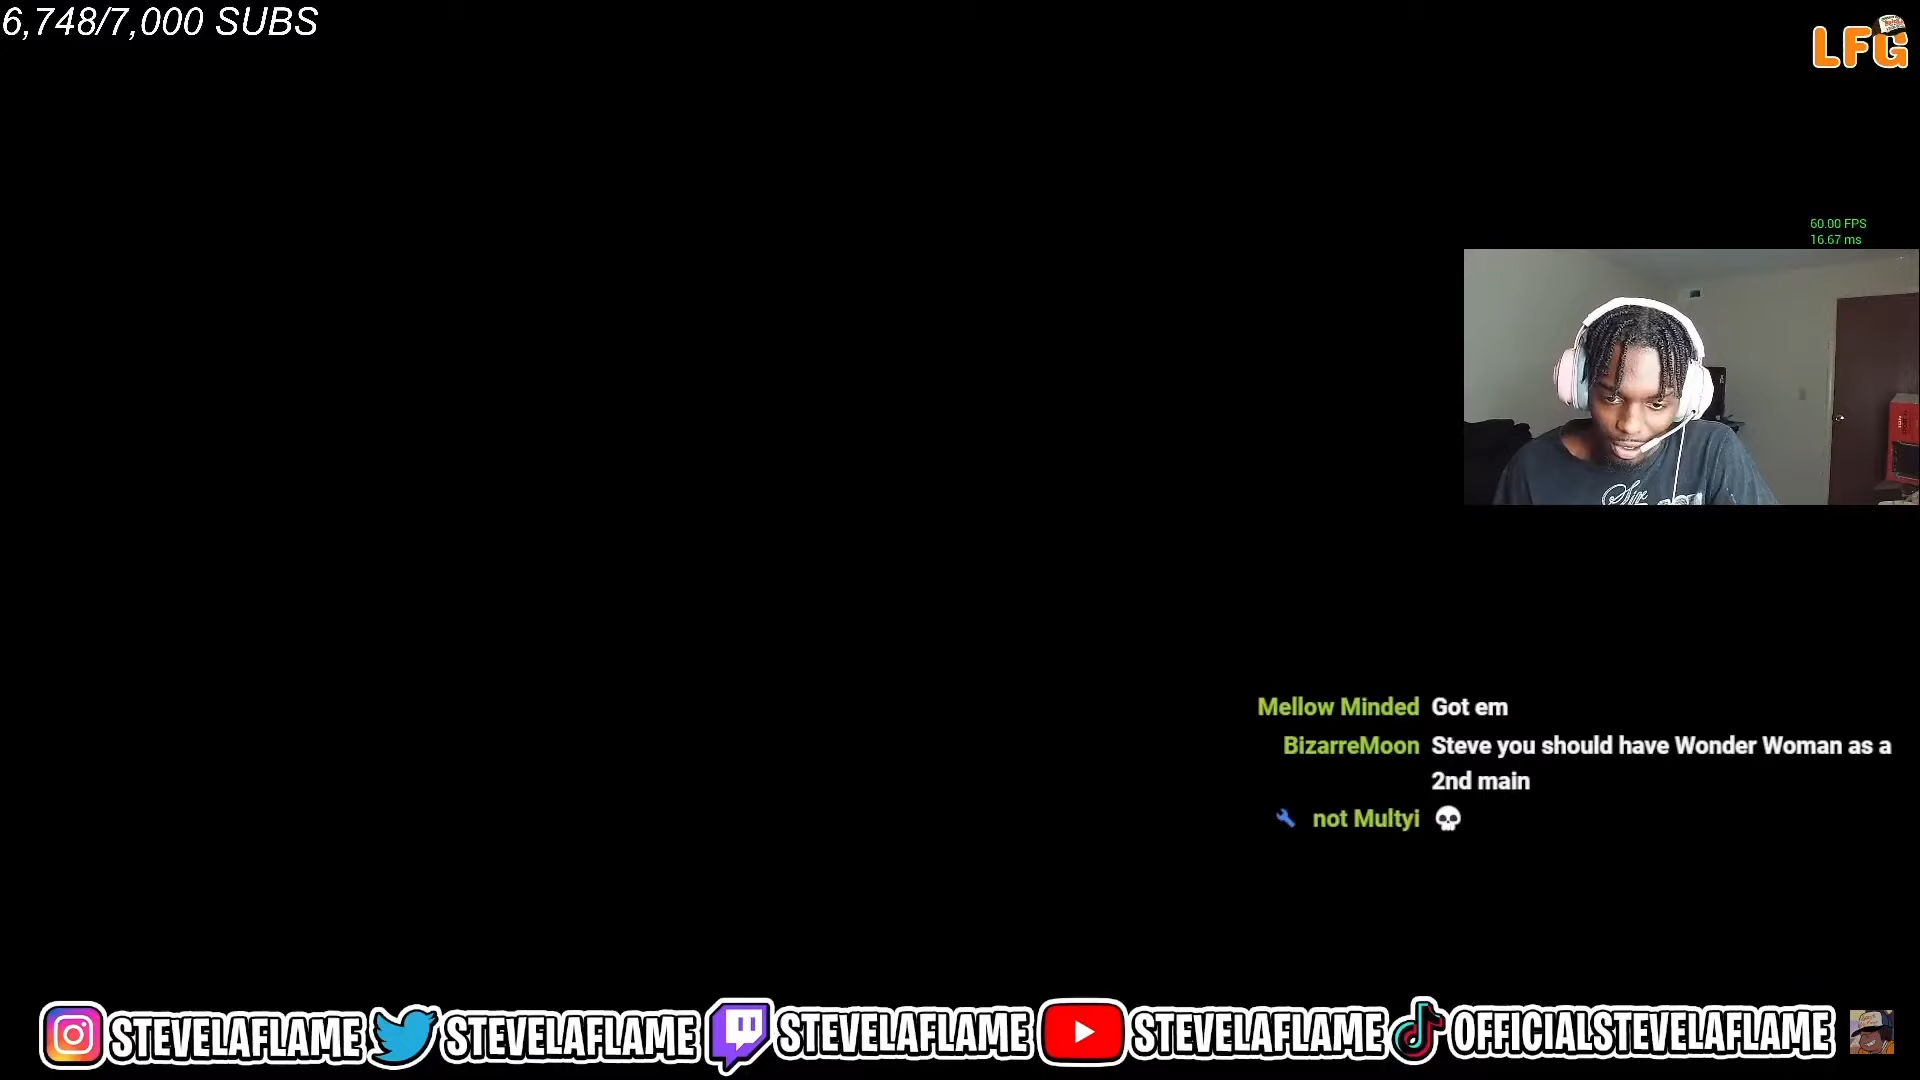 6,748/7,000 SUBS
LFG
60.00 FPS
16.67 ms
Mellow Minded Got em
BizarreMoon Steve you should have Wonder Woman as a
2nd main
not Multyi 💀
STEVELAFLAME STEVELAFLAME STEVELAFLAME STEVELAFLAME OFFICIALSTEVELAFLAME